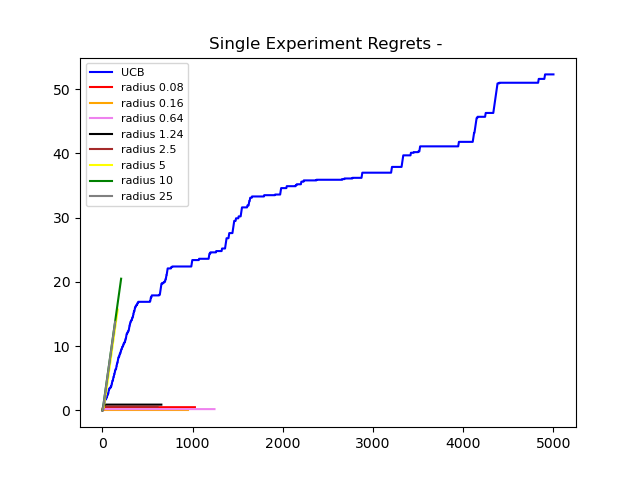 Single Experiment Regrets -
UCB
radius 0.08
radius 0.16
radius 0.64
radius 1.24
radius 2.5
radius 5
radius 10
radius 25
50
40
30
20
10
0
0 1000 2000 3000 4000 5000